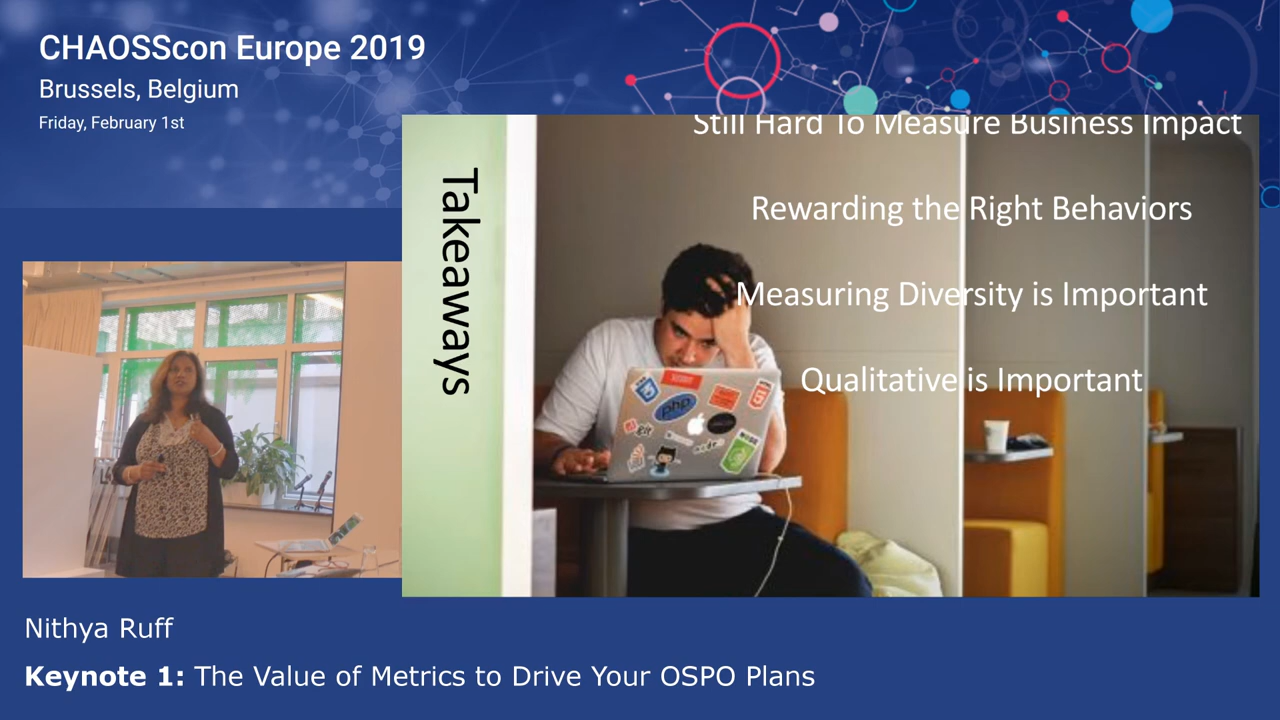 CHAOSScon Europe 2019
Brussels, Belgium
Friday, February 1st
Takeaways
Still Hard To Measure Business Impact
Rewarding the Right Behaviors
Measuring Diversity is Important
Qualitative is Important
php
git
node
Nithya Ruff
Keynote 1: The Value of Metrics to Drive Your OSPO Plans